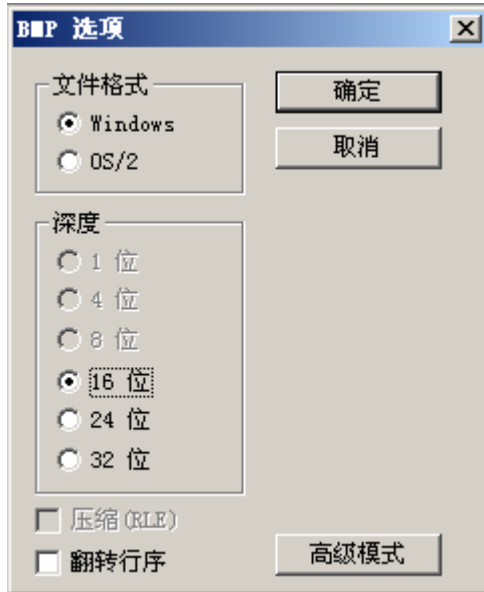 BMP 选项
文件格式
Windows
OS/2
确定
取消
深度
1 位
4 位
8 位
16 位
24 位
32 位
压缩(RLE)
翻转行序
高级模式